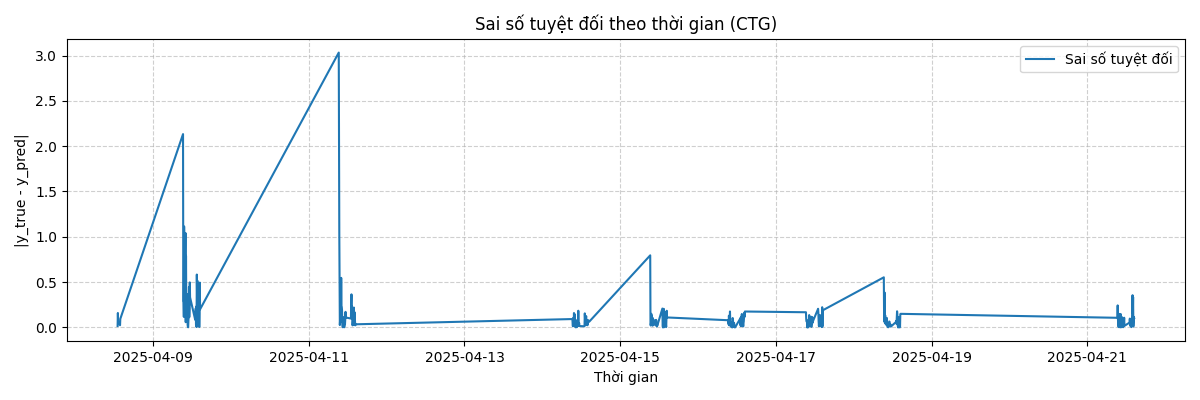 Sai số tuyệt đối theo thời gian (CTG)
Sai số tuyệt đối
|y_true - y_pred|
3.0
2.5
2.0
1.5
1.0
0.5
0.0
2025-04-09 2025-04-11 2025-04-13 2025-04-15 2025-04-17 2025-04-19 2025-04-21
Thời gian